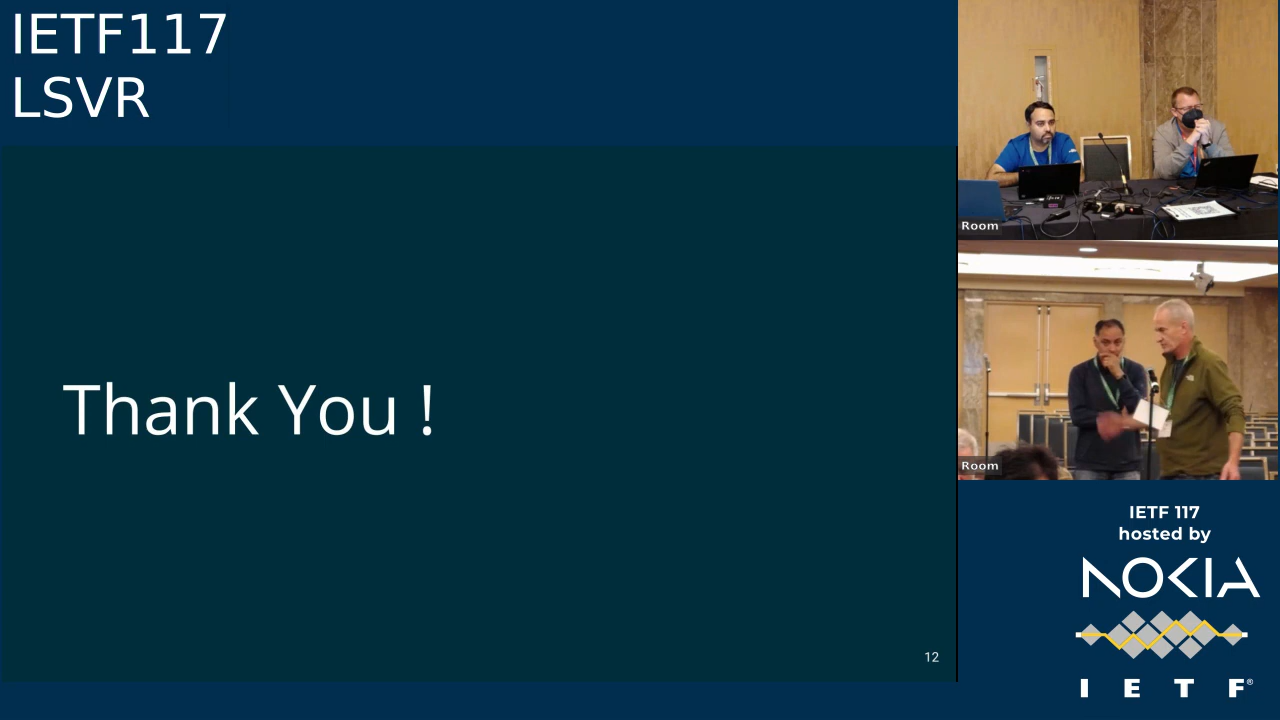 IETF117
LSVR
Thank You !
12
Room
Room
IETF 117
hosted by
NOKIA
I E T F®